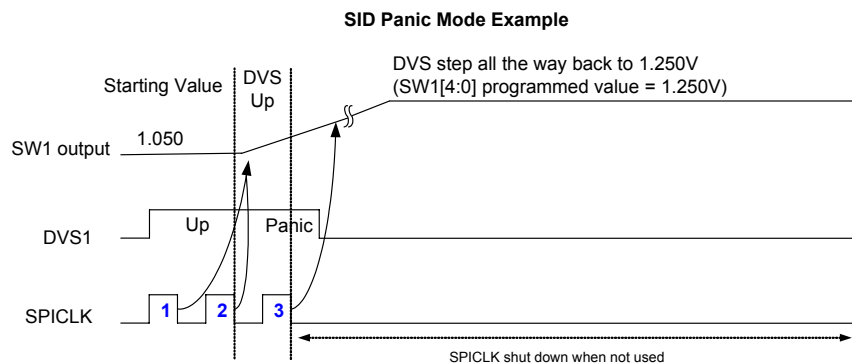 SID Panic Mode Example
DVS step all the way back to 1.250V
(SW1[4:0] programmed value = 1.250V)
Starting Value
DVS
Up
1.050
SW1 output
Up
Panic
DVS1
1
2
3
SPICLK
SPICLK shut down when not used